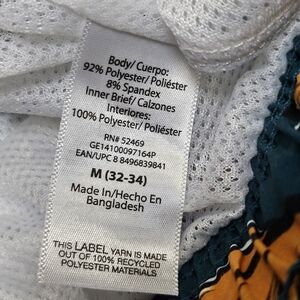 Body/Cuerpo:
92% Polyester/ Poliéster
8% Spandex
Inner Brief/ Calzones
Interiores:
100% Polyester/ Poliéster
RN# 52469
GE14100097164P
EAN/UPC 8 8496839841
M (32-34)
Made In/Hecho En
Bangladesh
THIS LABEL YARN IS MADE
OUT OF 100% RECYCLED
POLYESTER MATERIALS